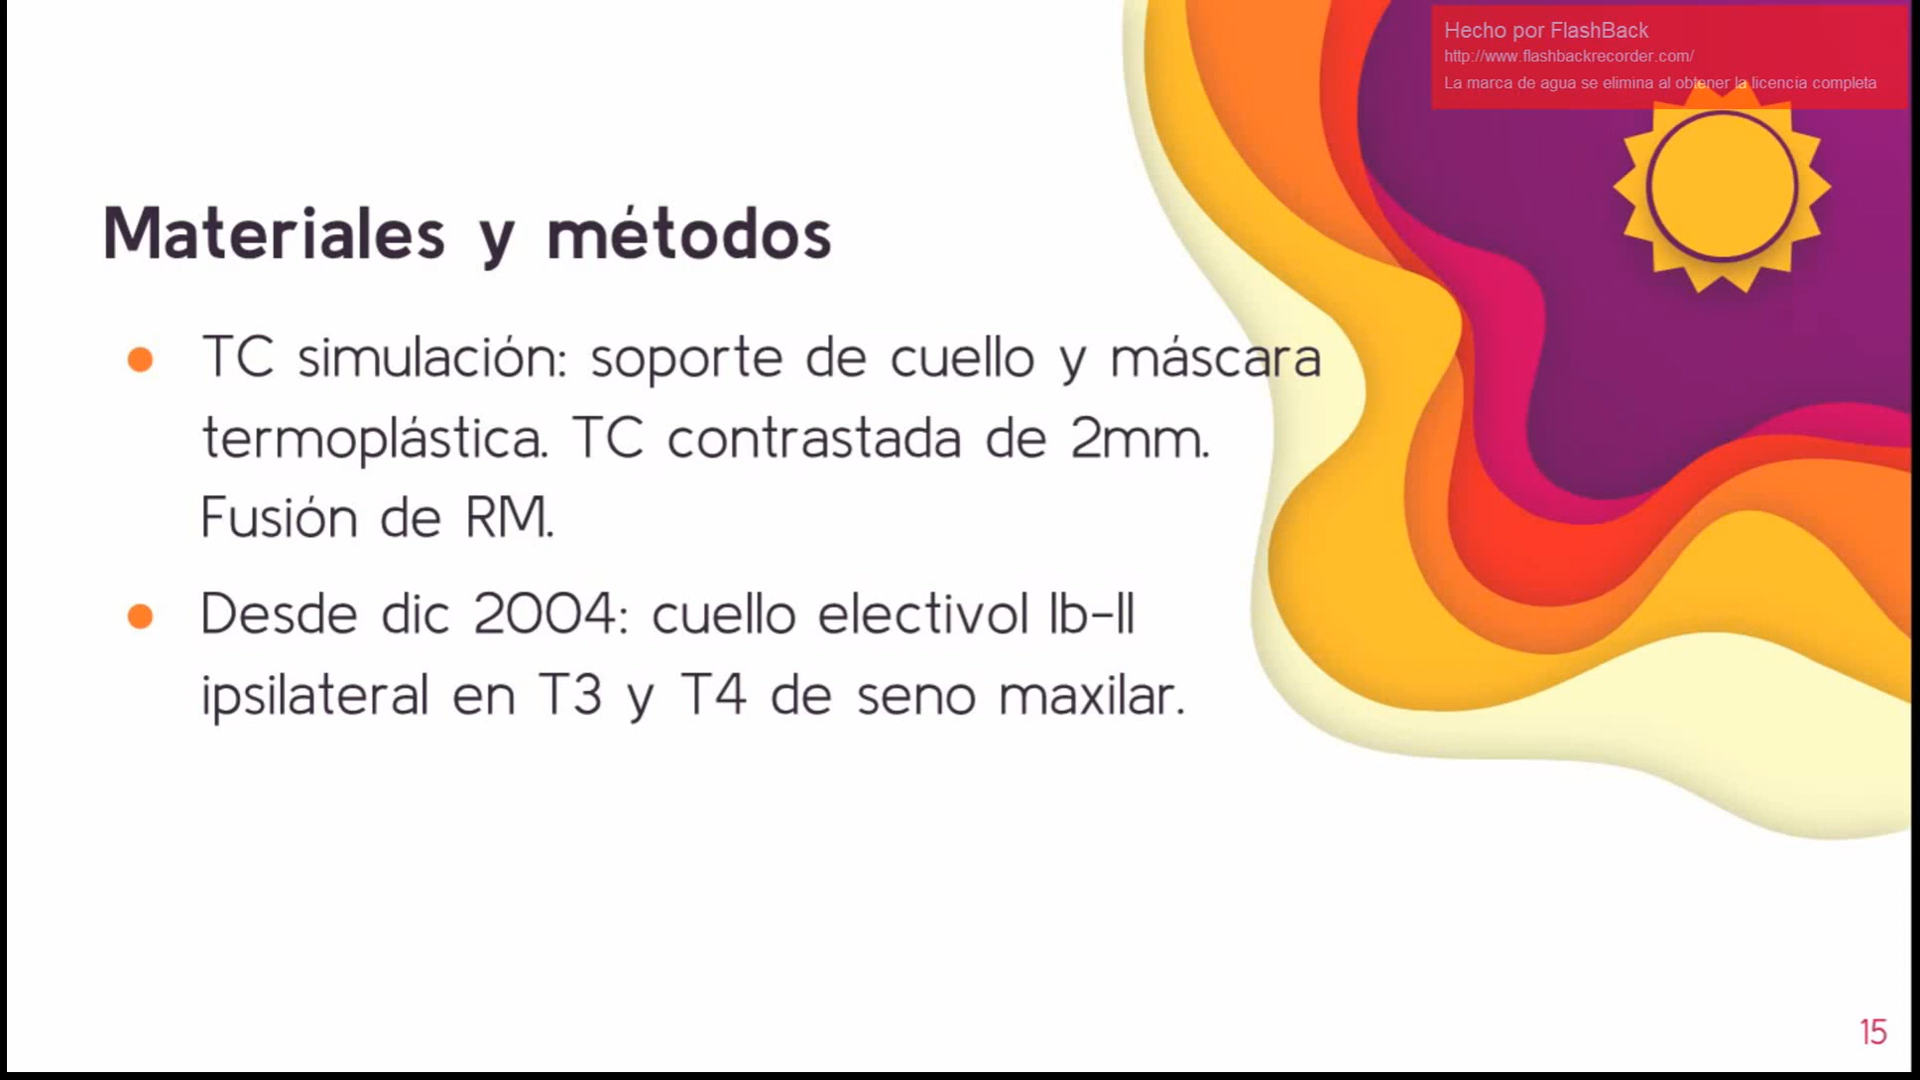 Hecho por FlashBack
http://www.flashbackrecorder.com/
La marca de agua se elimina al obtener la licencia completa
Materiales y métodos
TC simulación: soporte de cuello y máscara
termoplástica. TC contrastada de 2mm.
Fusión de RM.
Desde dic 2004: cuello electivol Ib-II
ipsilateral en T3 y T4 de seno maxilar.
15